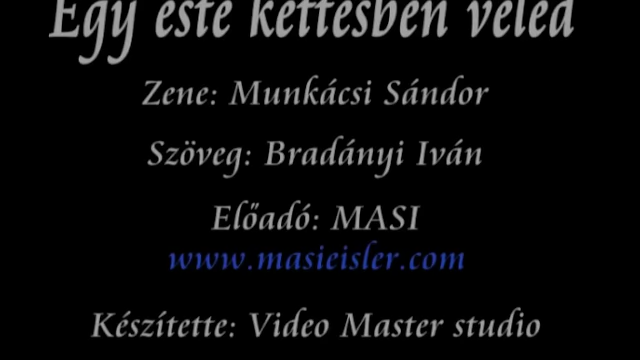 Egy este kettesben veled
Zene: Munkácsi Sándor
Szöveg: Bradányi Iván
Előadó: MASI
www.masieisler.com
Készítette: Video Master studio